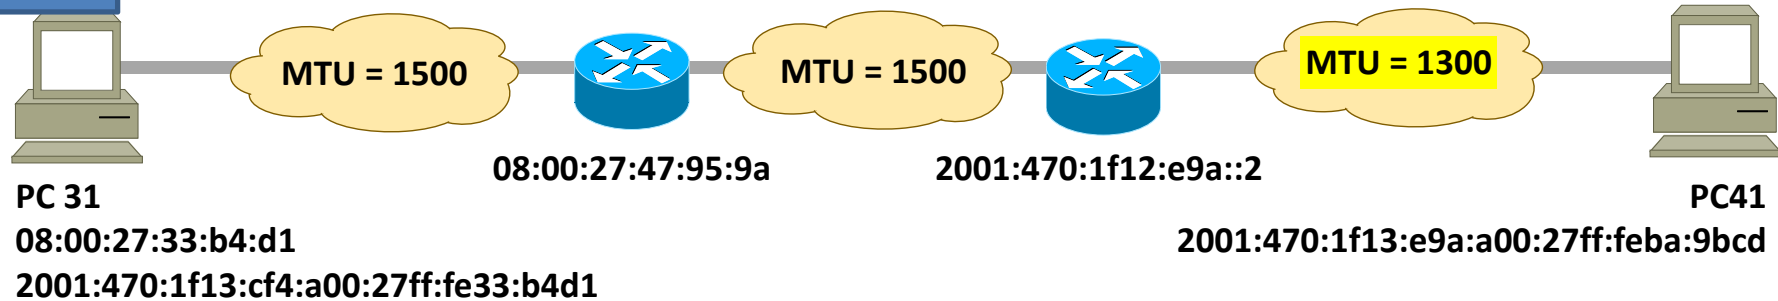 MTU = 1500
MTU = 1500
MTU = 1300
08:00:27:47:95:9a
2001:470:1f12:e9a::2
PC 31
08:00:27:33:b4:d1
2001:470:1f13:cf4:a00:27ff:fe33:b4d1
PC41
2001:470:1f13:e9a:a00:27ff:feba:9bcd